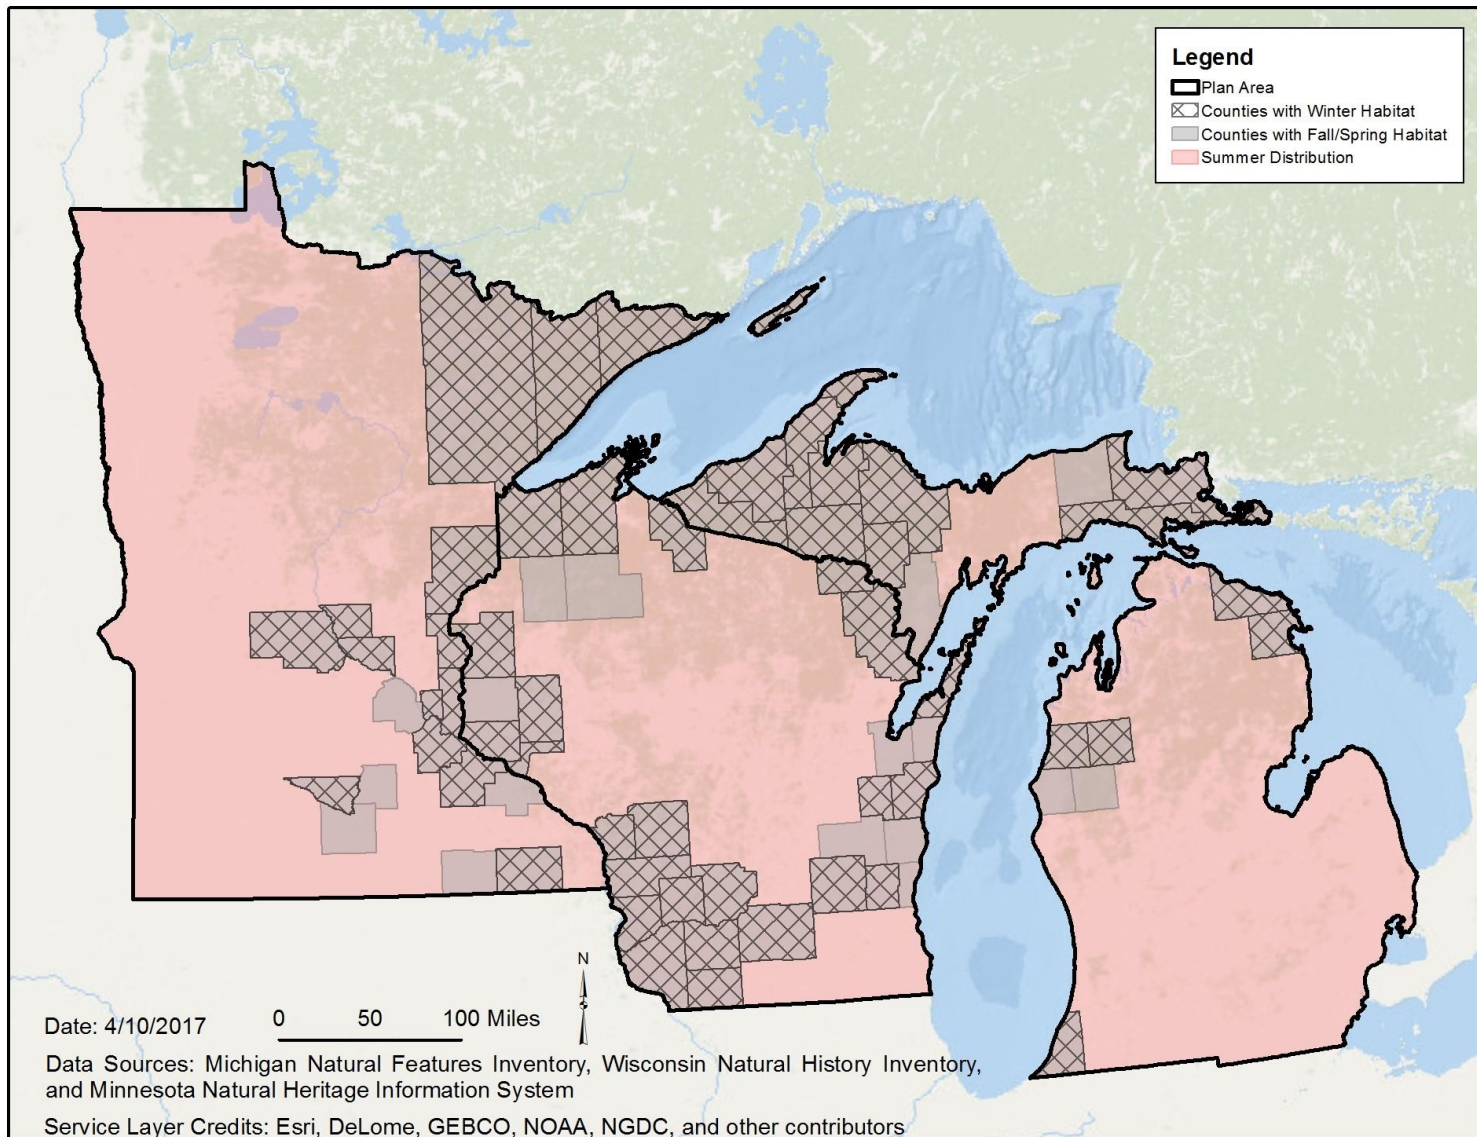 Legend
Plan Area
Counties with Winter Habitat
Counties with Fall/Spring Habitat
Summer Distribution
N
Date: 4/10/2017
0 50 100 Miles
Data Sources: Michigan Natural Features Inventory, Wisconsin Natural History Inventory,
and Minnesota Natural Heritage Information System
Service Layer Credits: Esri, DeLome, GEBCO, NOAA, NGDC, and other contributors